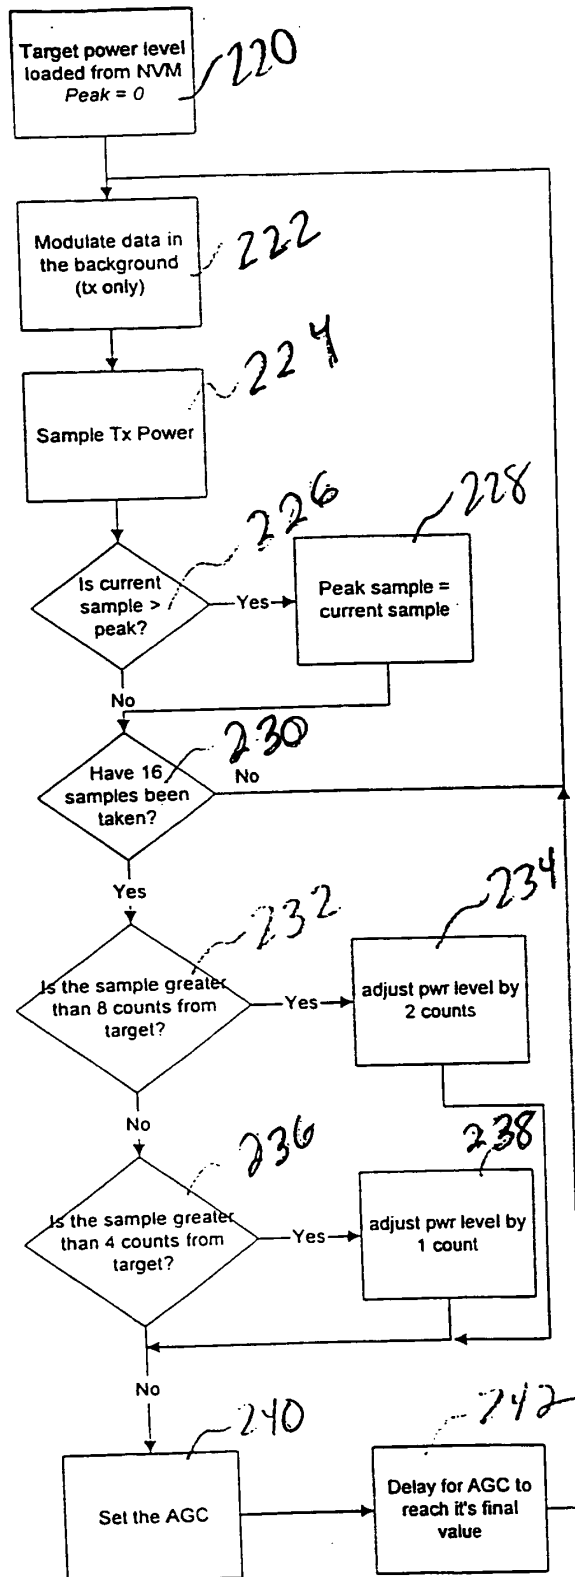 Target power level
loaded from NVM
Peak = 0
220
Modulate data in
the background
(tx only)
222
Sample Tx Power
224
Is current
sample >
peak?
226
Yes
Peak sample =
current sample
228
No
Have 16
samples been
taken?
230
No
Yes
Is the sample greater
than 8 counts from
target?
232
Yes
adjust pwr level by
2 counts
234
No
Is the sample greater
than 4 counts from
target?
236
Yes
adjust pwr level by
1 count
238
No
Set the AGC
240
Delay for AGC to
reach it's final
value
242